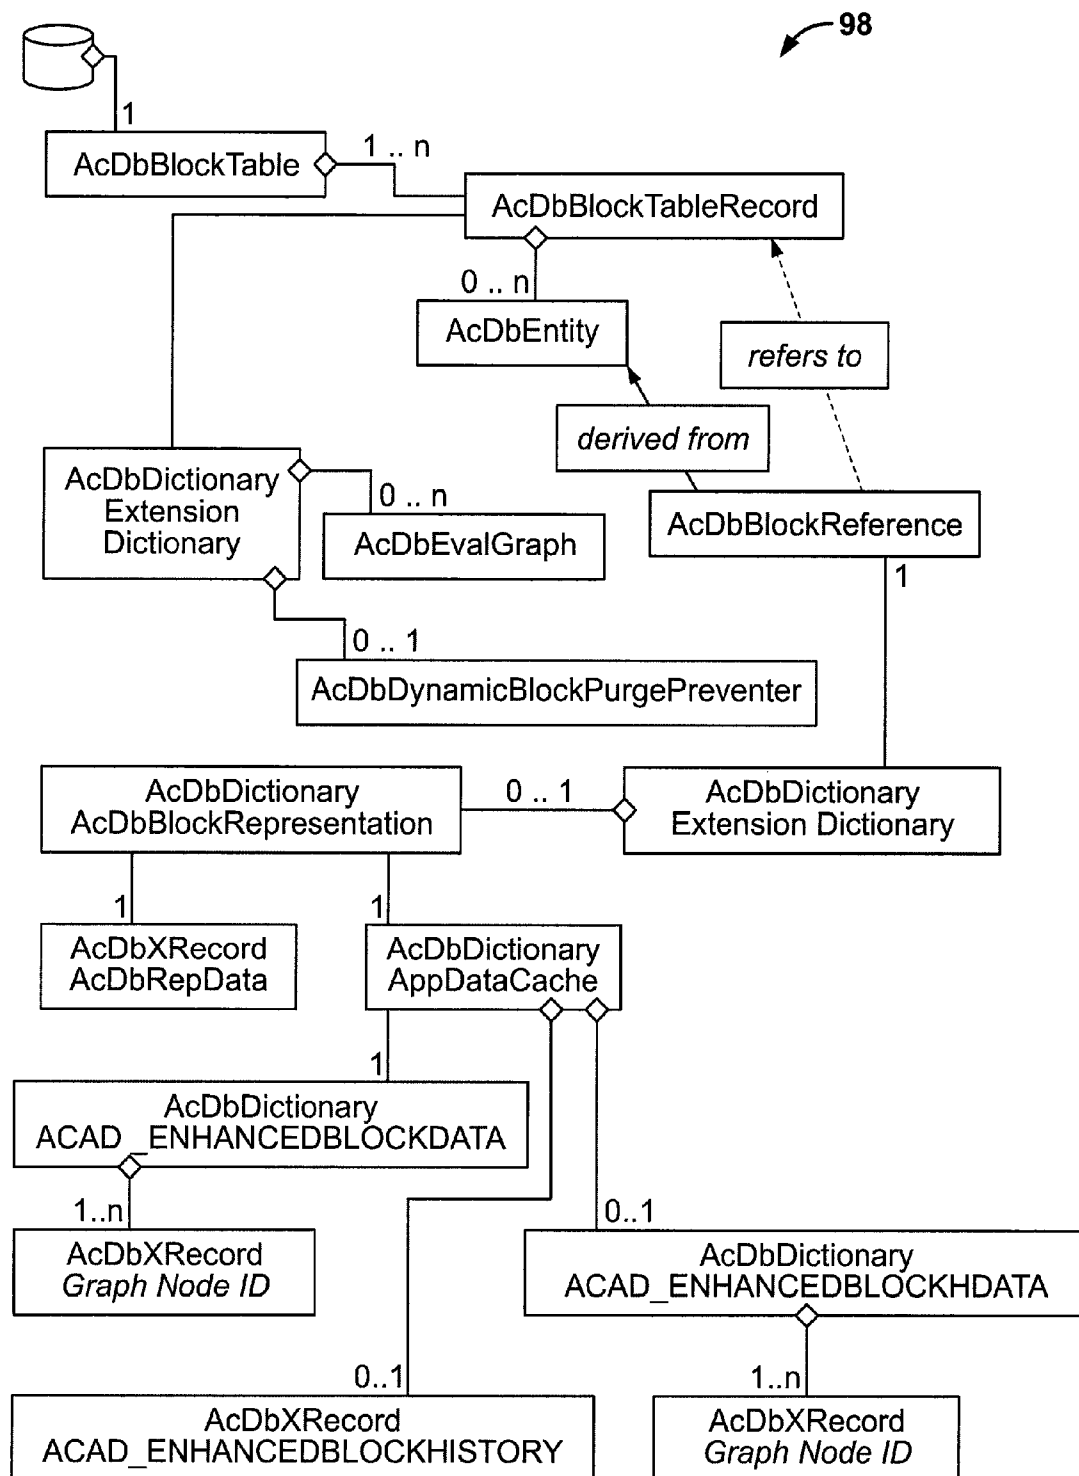 98
1
AcDbBlockTable
1 .. n
AcDbBlockTableRecord
0 .. n
AcDbEntity
refers to
derived from
AcDbDictionary
Extension
Dictionary
0 .. n
AcDbEvalGraph
AcDbBlockReference
1
0 .. 1
AcDbDynamicBlockPurgePreventer
AcDbDictionary
AcDbBlockRepresentation
0 .. 1
AcDbDictionary
Extension Dictionary
1
AcDbXRecord
AcDbRepData
1
AcDbDictionary
AppDataCache
1
AcDbDictionary
ACAD_ENHANCEDBLOCKDATA
1..n
AcDbXRecord
Graph Node ID
0..1
AcDbDictionary
ACAD_ENHANCEDBLOCKHDATA
0..1
AcDbXRecord
ACAD_ENHANCEDBLOCKHISTORY
1..n
AcDbXRecord
Graph Node ID